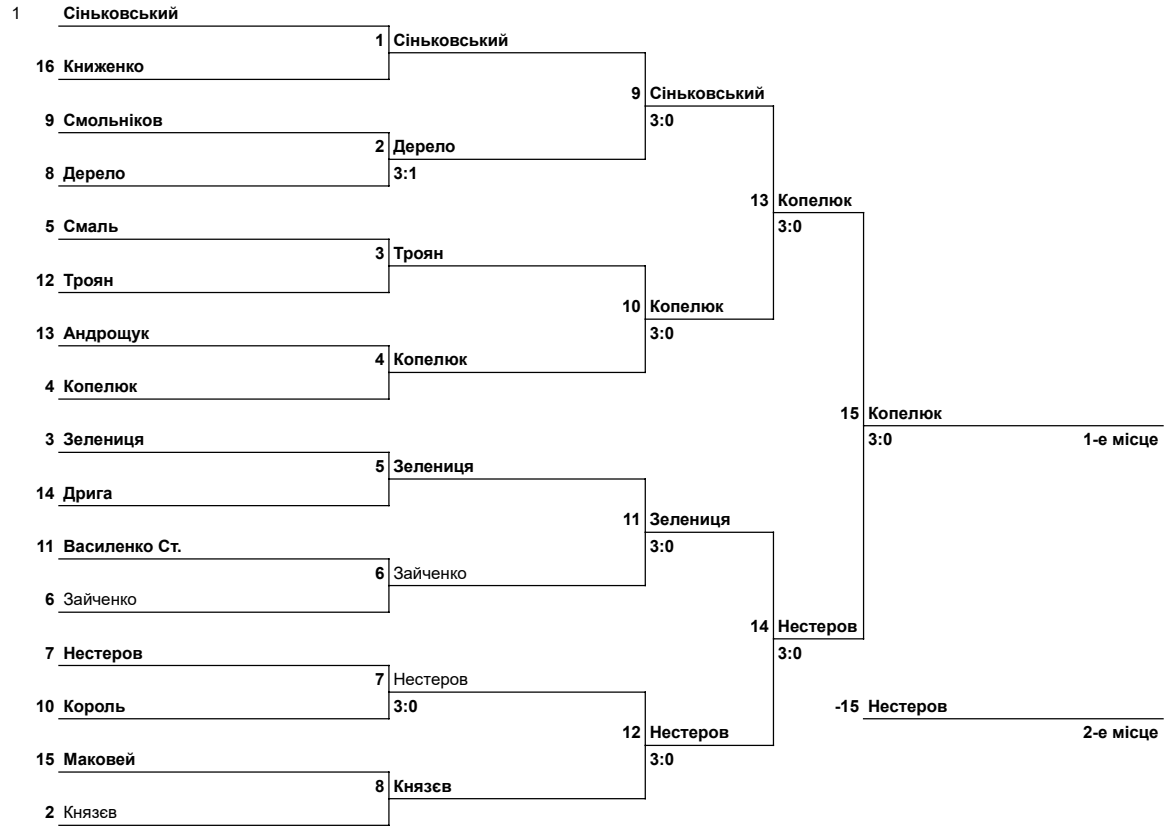 1 Сіньковський
1 Сіньковський
16 Книженко
9 Сіньковський
9 Смольніков
3:0
2 Дерело
8 Дерело
3:1
13 Копелюк
5 Смаль
3:0
3 Троян
12 Троян
10 Копелюк
13 Андрощук
3:0
4 Копелюк
4 Копелюк
15 Копелюк
3 Зелениця
3:0 1-е місце
5 Зелениця
14 Дрига
11 Зелениця
11 Василенко Ст.
3:0
6 Зайченко
6 Зайченко
14 Нестеров
7 Нестеров
3:0
7 Нестеров
10 Король
3:0
-15 Нестеров
12 Нестеров
2-е місце
15 Маковей
3:0
8 Князєв
2 Князєв